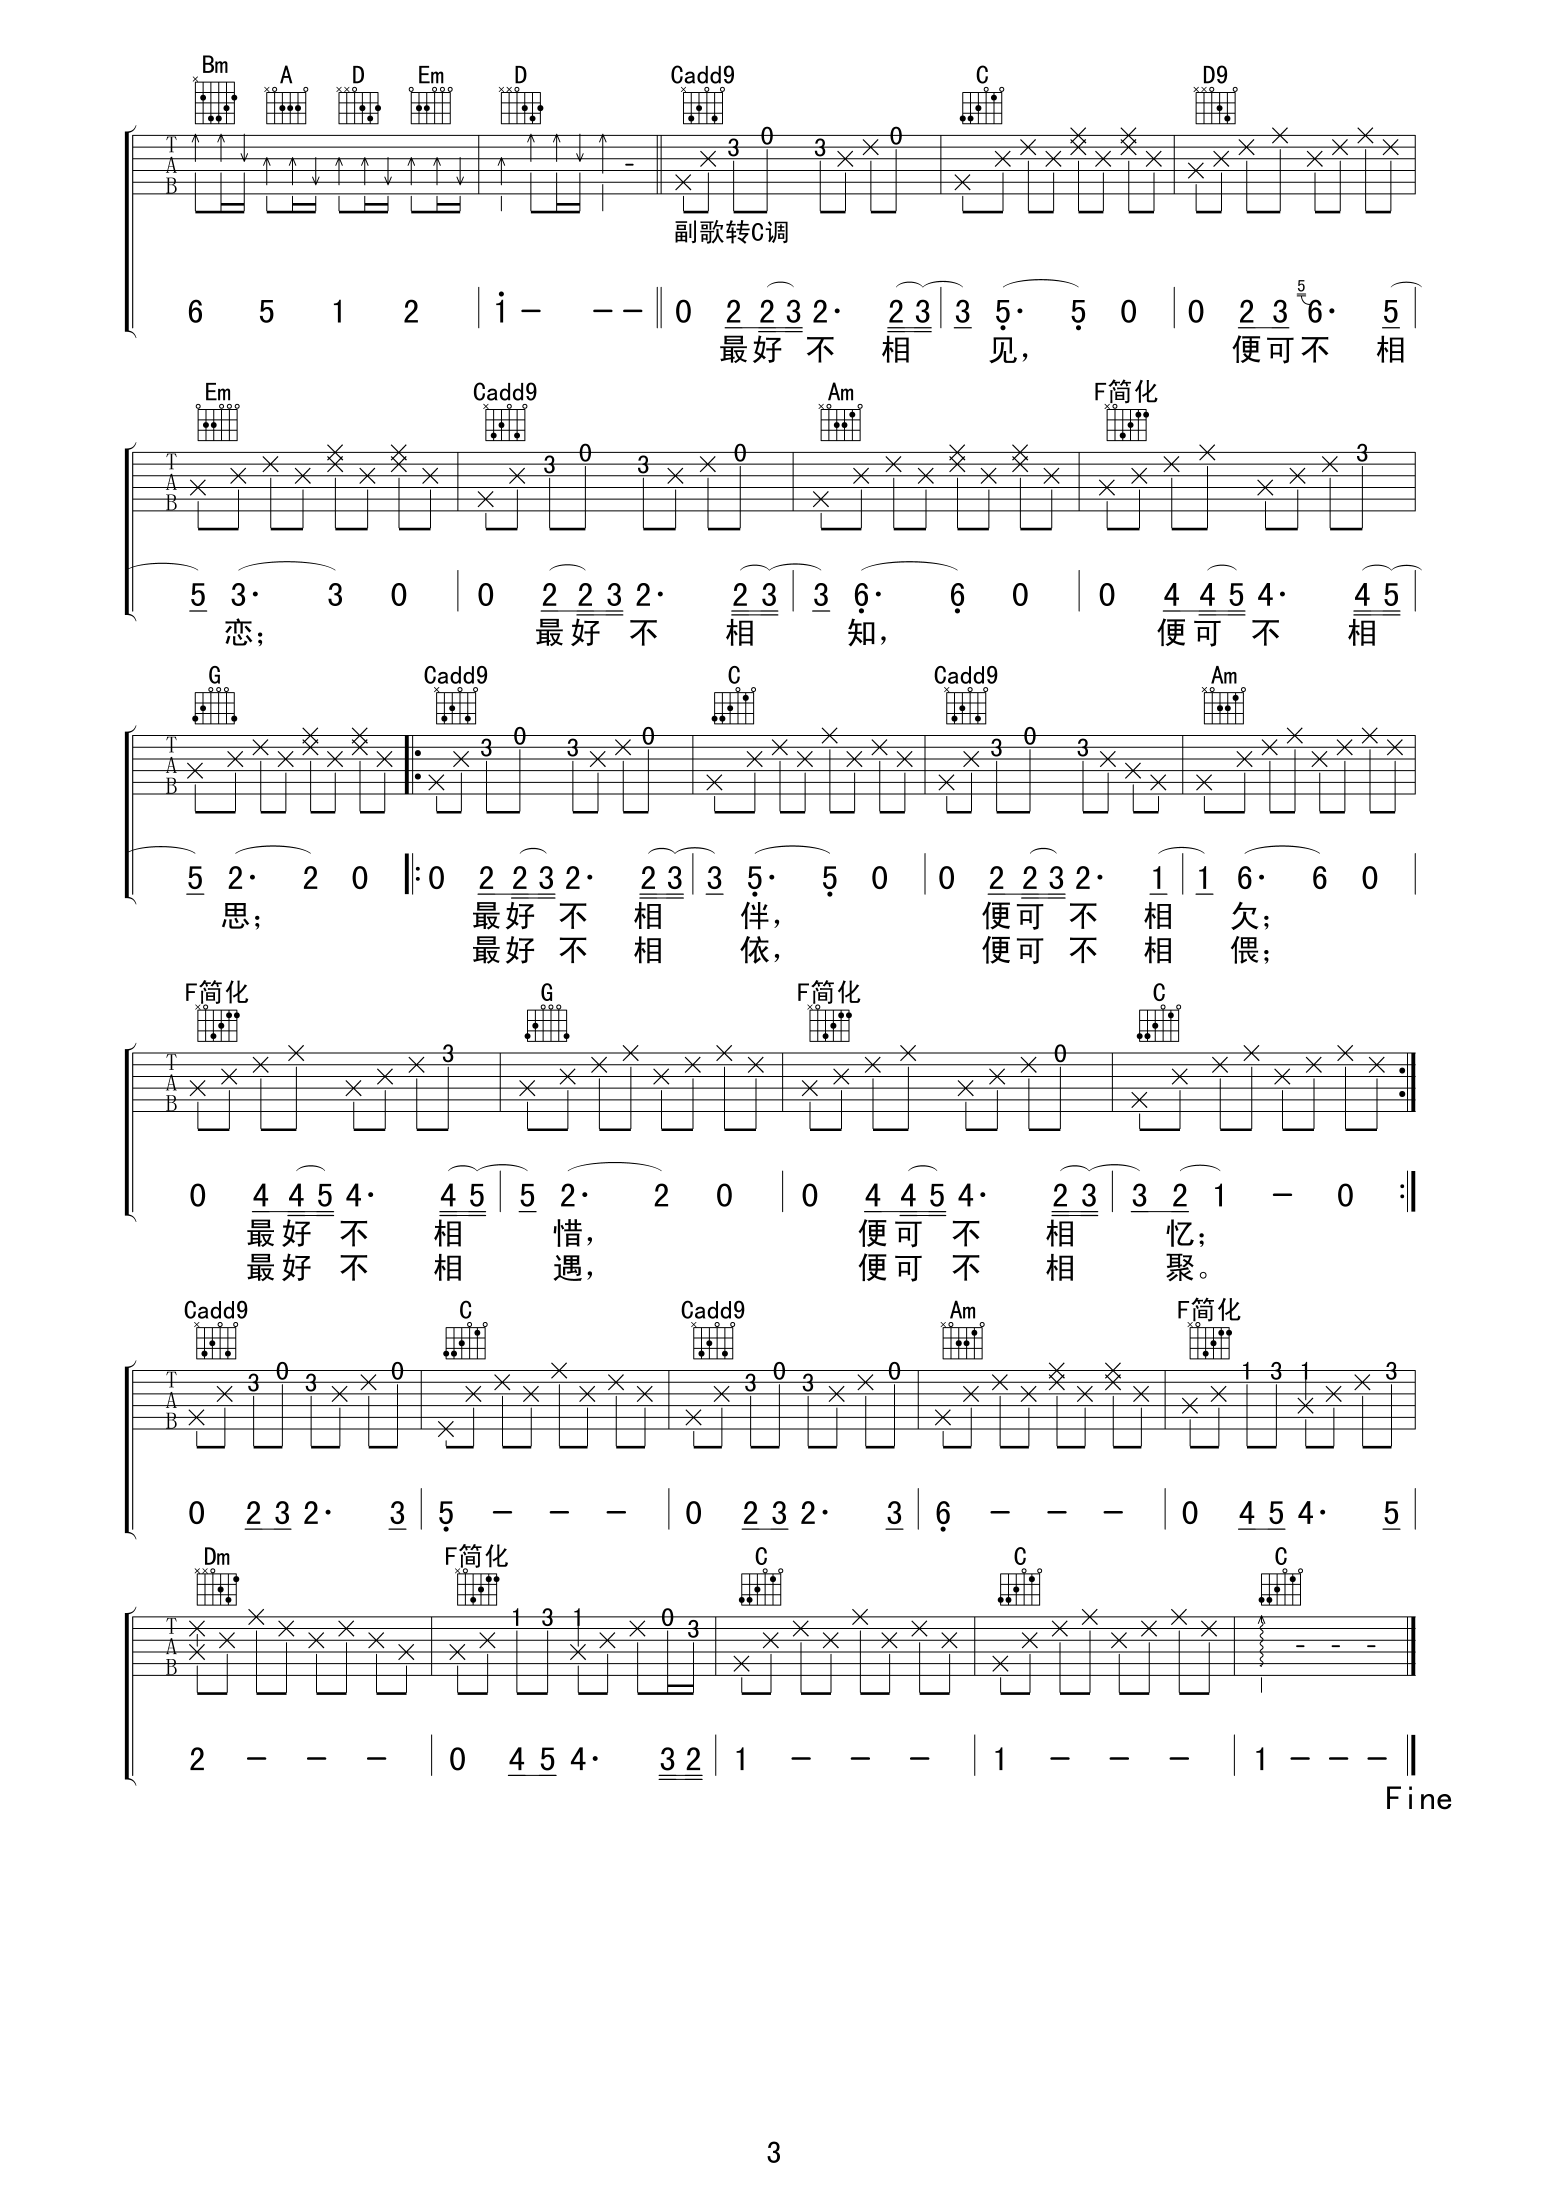 Bm A D Em D Cadd9 C D9
T 3 0 3 0
A
B
副歌转C调
6 5 1 2 1 - - - 0 2 2 3 2· 2 3 3 5· 5 0 0 2 3 5 6· 5
最好不相见， 便可不相
Em Cadd9 Am F简化
T 3 0 3 0 3
A
B
5 3· 3 0 0 2 2 3 2· 2 3 3 6· 6 0 0 4 4 5 4· 4 5
恋； 最好不相知， 便可不相
G Cadd9 C Cadd9 Am
T 3 0 3 0 3 0 3
A
B
5 2· 2 0 0 2 2 3 2· 2 3 3 5· 5 0 0 2 2 3 2· 1 1 6· 6 0
思； 最好不相伴， 便可不相欠；
最好不相依， 便可不相偎；
F简化 G F简化 C
T 3 0
A
B
0 4 4 5 4· 4 5 5 2· 2 0 0 4 4 5 4· 2 3 3 2 1 - 0
最好不相惜， 便可不相忆；
最好不相遇， 便可不相聚。
Cadd9 C Cadd9 Am F简化
T 3 0 3 0 3 0 3 0 1 3 1 3
A
B
0 2 3 2· 3 5 - - - 0 2 3 2· 3 6 - - - 0 4 5 4· 5
Dm F简化 C C C
T 1 3 1 0 3 - - -
A
B
2 - - - 0 4 5 4· 3 2 1 - - - 1 - - - 1 - - -
Fine
3